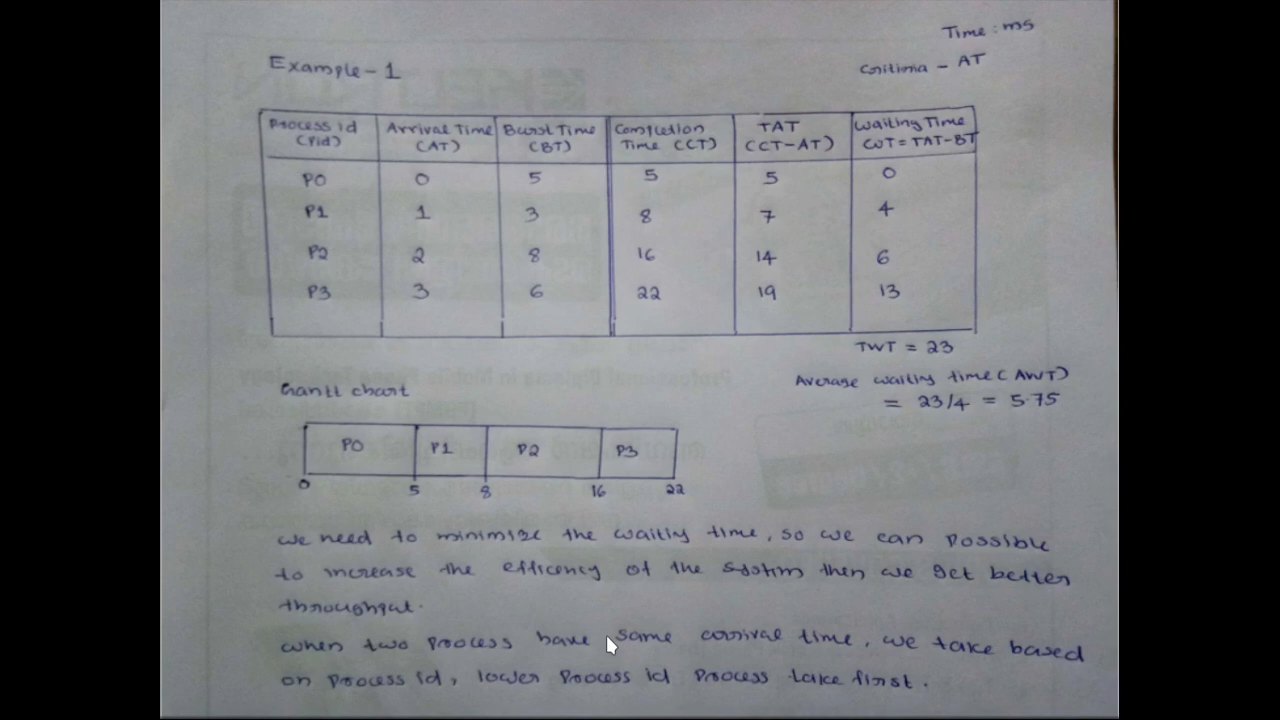 Time : ms
Example-1
Critiria - AT
Process id (Pid) Arrival Time (AT) Burst Time (BT) Completion Time (CT) TAT (CT-AT) Waiting Time (WT=TAT-BT)
P0 0 5 5 5 0
P1 1 3 8 7 4
P2 2 8 16 14 6
P3 3 6 22 19 13
TWT = 23
Average waiting time (AWT)
= 23/4 = 5.75
Gantt chart
P0 P1 P2 P3
0 5 8 16 22
we need to minimize the waiting time, so we can possible
to increase the efficency of the system then we get better
throughput.
when two process have same arrival time, we take based
on process id, lower process id process take first.